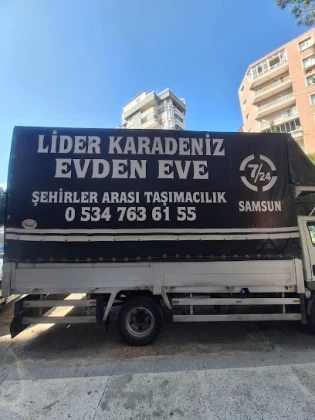 LİDER KARADENİZ
EVDEN EVE
ŞEHİRLER ARASI TAŞIMACILIK
0 534 763 61 55
7/24
SAMSUN